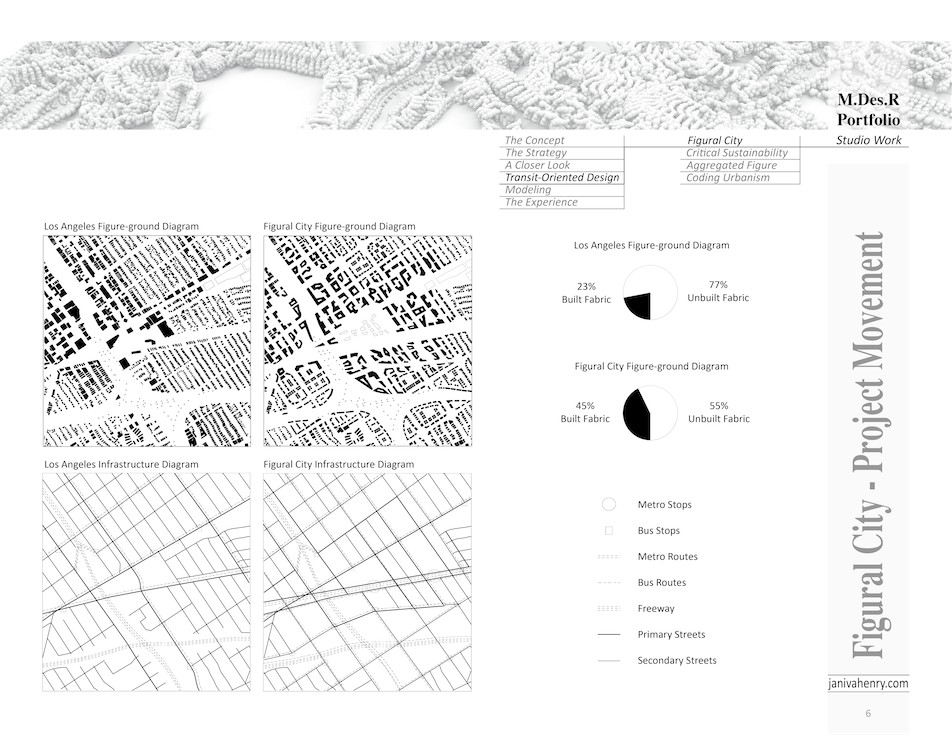 M.Des.R
Portfolio
Studio Work
The Concept
The Strategy
A Closer Look
Transit-Oriented Design
Modeling
The Experience
Figural City
Critical Sustainability
Aggregated Figure
Coding Urbanism
Los Angeles Figure-ground Diagram
Figural City Figure-ground Diagram
Los Angeles Infrastructure Diagram
Figural City Infrastructure Diagram
Los Angeles Figure-ground Diagram
23%
Built Fabric
77%
Unbuilt Fabric
Figural City Figure-ground Diagram
45%
Built Fabric
55%
Unbuilt Fabric
Metro Stops
Bus Stops
Metro Routes
Bus Routes
Freeway
Primary Streets
Secondary Streets
Figural City - Project Movement
janivahenry.com
6